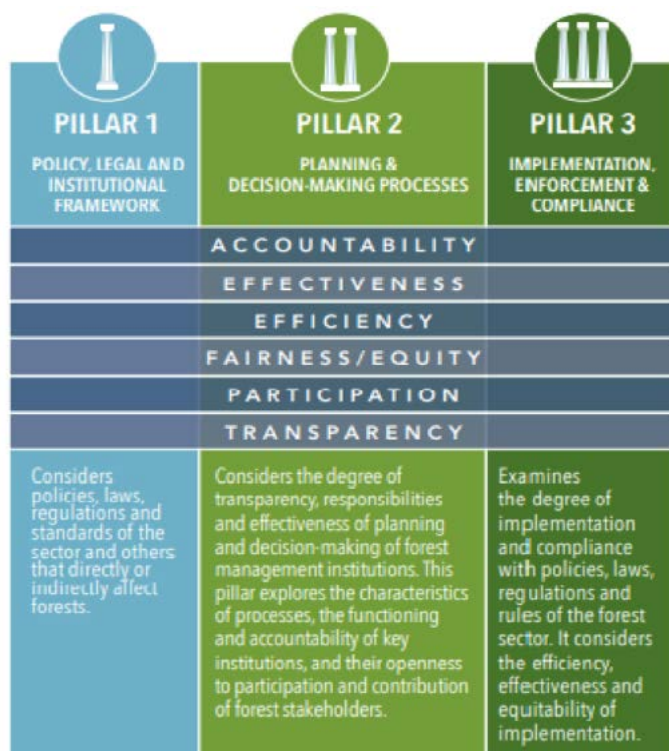 PILLAR 1
POLICY, LEGAL AND
INSTITUTIONAL
FRAMEWORK
PILLAR 2
PLANNING &
DECISION-MAKING PROCESSES
PILLAR 3
IMPLEMENTATION,
ENFORCEMENT &
COMPLIANCE
ACCOUNTABILITY
EFFECTIVENESS
EFFICIENCY
FAIRNESS/EQUITY
PARTICIPATION
TRANSPARENCY
Considers
policies, laws,
regulations and
standards of the
sector and others
that directly or
indirectly affect
forests.
Considers the degree of
transparency, responsibilities
and effectiveness of planning
and decision-making of forest
management institutions. This
pillar explores the characteristics
of processes, the functioning
and accountability of key
institutions, and their openness
to participation and contribution
of forest stakeholders.
Examines
the degree of
implementation
and compliance
with policies, laws,
regulations and
rules of the forest
sector. It considers
the efficiency,
effectiveness and
equitability of
implementation.